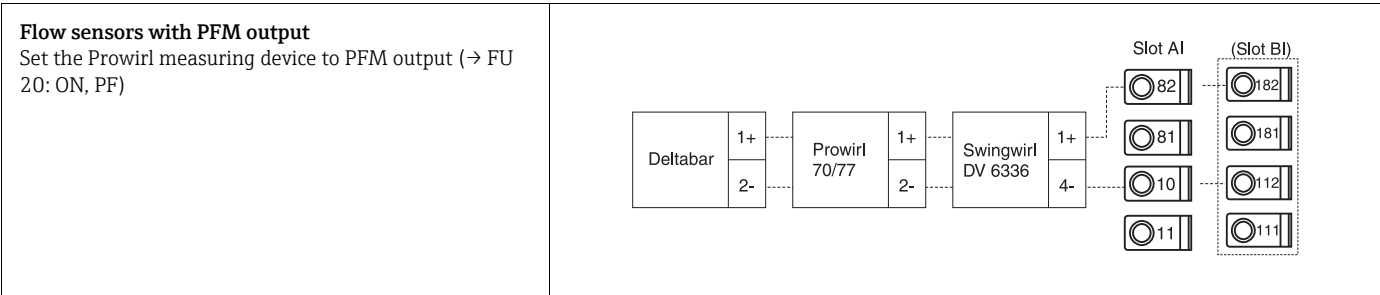 Flow sensors with PFM output
Set the Prowirl measuring device to PFM output (→ FU
20: ON, PF)
Slot AI
(Slot BI)
82
182
81
181
10
112
11
111
Deltabar
1+
2-
Prowirl
70/77
1+
2-
Swingwirl
DV 6336
1+
4-